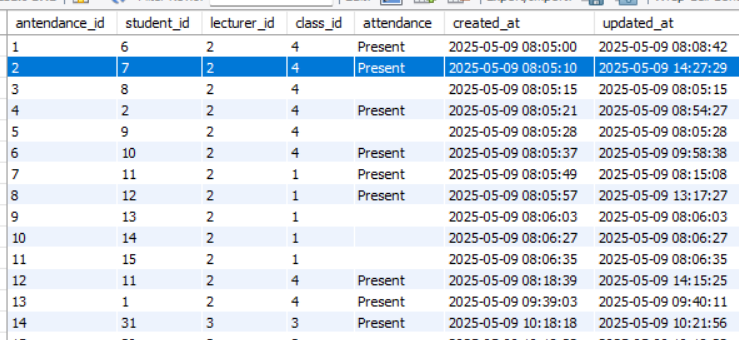 antendance_id student_id lecturer_id class_id attendance created_at updated_at
1 6 2 4 Present 2025-05-09 08:05:00 2025-05-09 08:08:42
2 7 2 4 Present 2025-05-09 08:05:10 2025-05-09 14:27:29
3 8 2 4 2025-05-09 08:05:15 2025-05-09 08:05:15
4 2 2 4 Present 2025-05-09 08:05:21 2025-05-09 08:54:27
5 9 2 4 2025-05-09 08:05:28 2025-05-09 08:05:28
6 10 2 4 Present 2025-05-09 08:05:37 2025-05-09 09:58:38
7 11 2 1 Present 2025-05-09 08:05:49 2025-05-09 08:15:08
8 12 2 1 Present 2025-05-09 08:05:57 2025-05-09 13:17:27
9 13 2 1 2025-05-09 08:06:03 2025-05-09 08:06:03
10 14 2 1 2025-05-09 08:06:27 2025-05-09 08:06:27
11 15 2 1 2025-05-09 08:06:35 2025-05-09 08:06:35
12 11 2 4 Present 2025-05-09 08:18:39 2025-05-09 14:15:25
13 1 2 4 Present 2025-05-09 09:39:03 2025-05-09 09:40:11
14 31 3 3 Present 2025-05-09 10:18:18 2025-05-09 10:21:56